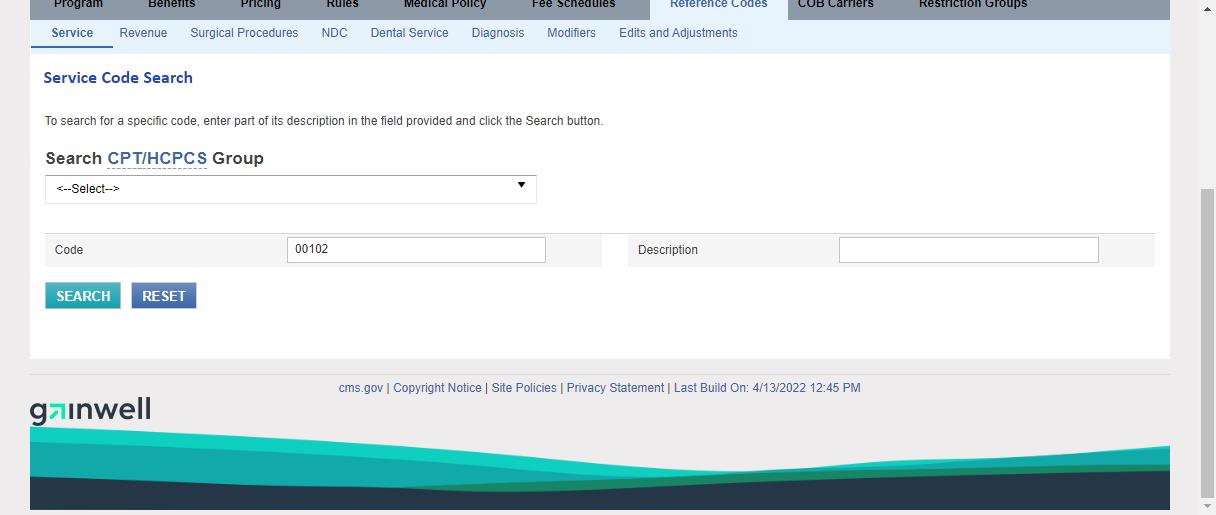 Program Benefits Pricing Rules Medical Policy Fee Schedules Reference Codes COB Carriers Restriction Groups
Service Revenue Surgical Procedures NDC Dental Service Diagnosis Modifiers Edits and Adjustments
Service Code Search
To search for a specific code, enter part of its description in the field provided and click the Search button.
Search CPT/HCPCS Group
<--Select-->
Code 00102 Description
SEARCH RESET
cms.gov | Copyright Notice | Site Policies | Privacy Statement | Last Build On: 4/13/2022 12:45 PM
gainwell